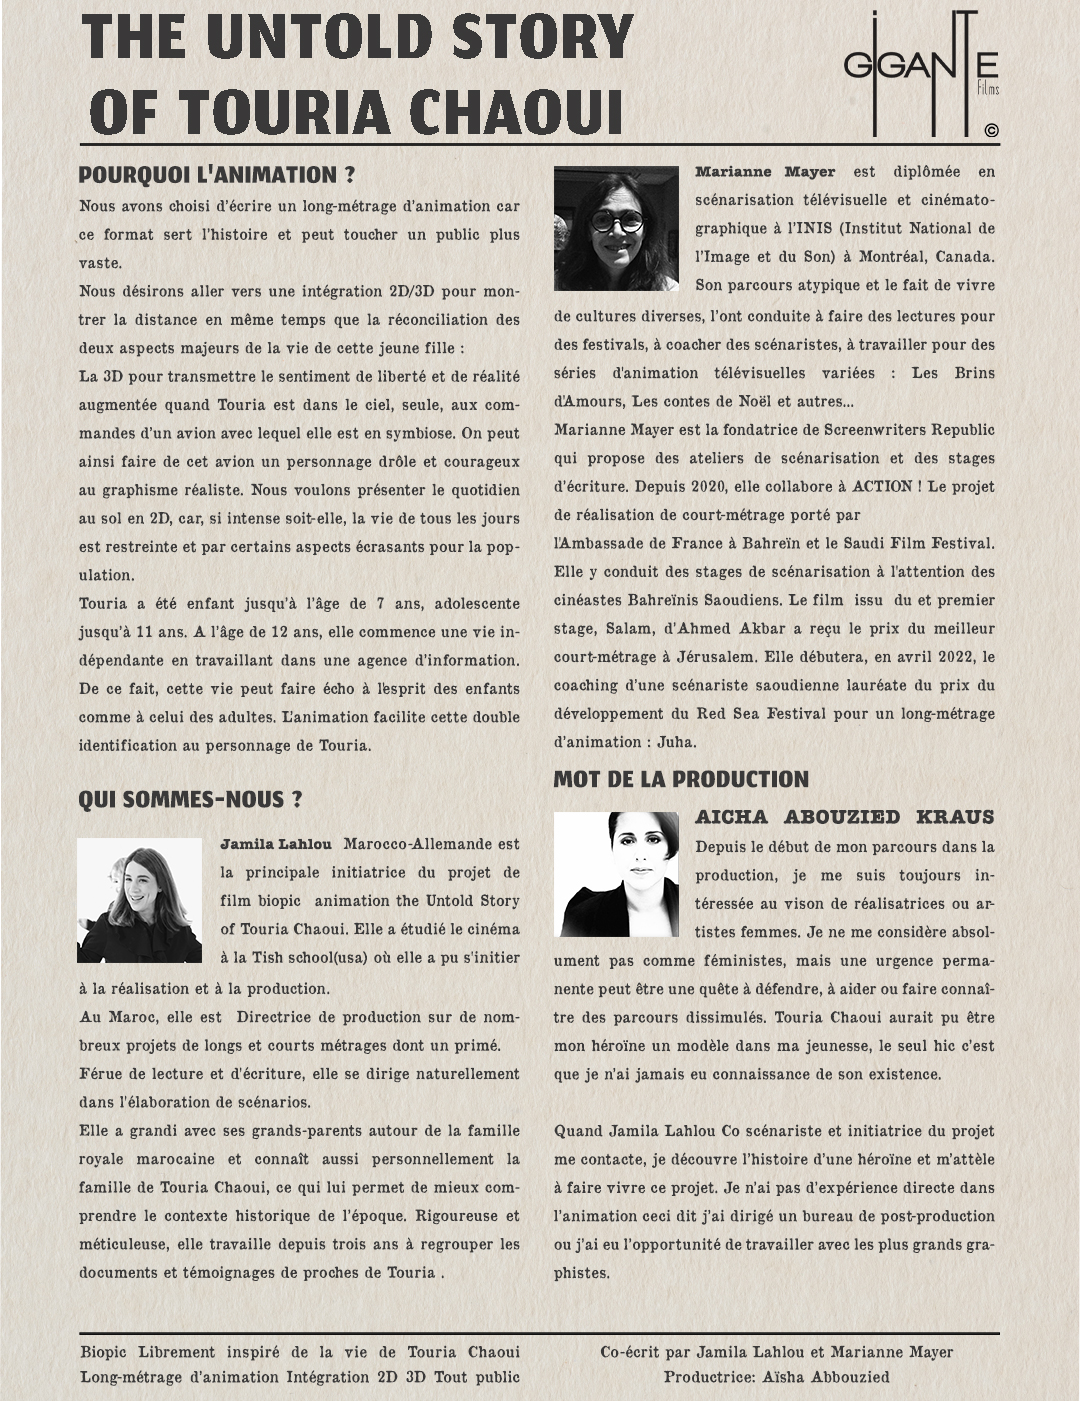 THE UNTOLD STORY
OF TOURIA CHAOUI
GIGANTE
films
©
POURQUOI L'ANIMATION ?
Nous avons choisi d'écrire un long-métrage d'animation car
ce format sert l'histoire et peut toucher un public plus
vaste.
Nous désirons aller vers une intégration 2D/3D pour mon-
trer la distance en même temps que la réconciliation des
deux aspects majeurs de la vie de cette jeune fille :
La 3D pour transmettre le sentiment de liberté et de réalité
augmentée quand Touria est dans le ciel, seule, aux com-
mandes d'un avion avec lequel elle est en symbiose. On peut
ainsi faire de cet avion un personnage drôle et courageux
au graphisme réaliste. Nous voulons présenter le quotidien
au sol en 2D, car, si intense soit-elle, la vie de tous les jours
est restreinte et par certains aspects écrasants pour la pop-
ulation.
Touria a été enfant jusqu'à l'âge de 7 ans, adolescente
jusqu'à 11 ans. A l'âge de 12 ans, elle commence une vie in-
dépendante en travaillant dans une agence d'information.
De ce fait, cette vie peut faire écho à l'esprit des enfants
comme à celui des adultes. L'animation facilite cette double
identification au personnage de Touria.
QUI SOMMES-NOUS ?
Jamila Lahlou Marocco-Allemande est
la principale initiatrice du projet de
film biopic animation the Untold Story
of Touria Chaoui. Elle a étudié le cinéma
à la Tish school(usa) où elle a pu s'initier
à la réalisation et à la production.
Au Maroc, elle est Directrice de production sur de nom-
breux projets de longs et courts métrages dont un primé.
Férue de lecture et d'écriture, elle se dirige naturellement
dans l'élaboration de scénarios.
Elle a grandi avec ses grands-parents autour de la famille
royale marocaine et connaît aussi personnellement la
famille de Touria Chaoui, ce qui lui permet de mieux com-
prendre le contexte historique de l'époque. Rigoureuse et
méticuleuse, elle travaille depuis trois ans à regrouper les
documents et témoignages de proches de Touria .
Marianne Mayer est diplômée en
scénarisation télévisuelle et cinémato-
graphique à l'INIS (Institut National de
l'Image et du Son) à Montréal, Canada.
Son parcours atypique et le fait de vivre
de cultures diverses, l'ont conduite à faire des lectures pour
des festivals, à coacher des scénaristes, à travailler pour des
séries d'animation télévisuelles variées : Les Brins
d'Amours, Les contes de Noël et autres...
Marianne Mayer est la fondatrice de Screenwriters Republic
qui propose des ateliers de scénarisation et des stages
d'écriture. Depuis 2020, elle collabore à ACTION ! Le projet
de réalisation de court-métrage porté par
l'Ambassade de France à Bahreïn et le Saudi Film Festival.
Elle y conduit des stages de scénarisation à l'attention des
cinéastes Bahreïnis Saoudiens. Le film issu du et premier
stage, Salam, d'Ahmed Akbar a reçu le prix du meilleur
court-métrage à Jérusalem. Elle débutera, en avril 2022, le
coaching d'une scénariste saoudienne lauréate du prix du
développement du Red Sea Festival pour un long-métrage
d'animation : Juha.
MOT DE LA PRODUCTION
AICHA ABOUZIED KRAUS
Depuis le début de mon parcours dans la
production, je me suis toujours in-
téressée au vison de réalisatrices ou ar-
tistes femmes. Je ne me considère absol-
ument pas comme féministes, mais une urgence perma-
nente peut être une quête à défendre, à aider ou faire connaî-
tre des parcours dissimulés. Touria Chaoui aurait pu être
mon héroïne un modèle dans ma jeunesse, le seul hic c'est
que je n'ai jamais eu connaissance de son existence.
Quand Jamila Lahlou Co scénariste et initiatrice du projet
me contacte, je découvre l'histoire d'une héroïne et m'attèle
à faire vivre ce projet. Je n'ai pas d'expérience directe dans
l'animation ceci dit j'ai dirigé un bureau de post-production
ou j'ai eu l'opportunité de travailler avec les plus grands gra-
phistes.
Biopic Librement inspiré de la vie de Touria Chaoui
Long-métrage d'animation Intégration 2D 3D Tout public
Co-écrit par Jamila Lahlou et Marianne Mayer
Productrice: Aïsha Abbouzied